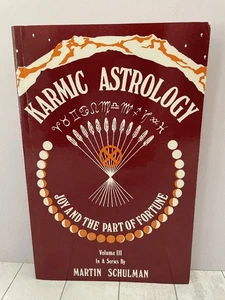 KARMIC ASTROLOGY
JOY AND THE PART OF FORTUNE
Volume III
In A Series By
MARTIN SCHULMAN